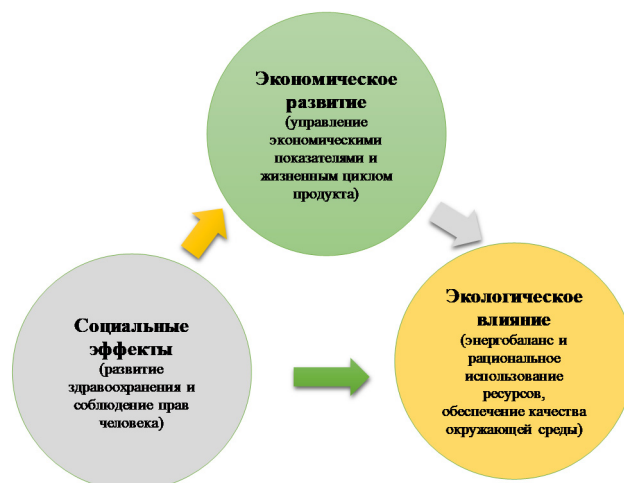 Экономическое
развитие
(управление
экономическими
показателями и
жизненным циклом
продукта)
Социальные
эффекты
(развитие
здравоохранения и
соблюдение прав
человека)
Экологическое
влияние
(энергобаланс и
рациональное
использование
ресурсов,
обеспечение качества
окружающей среды)